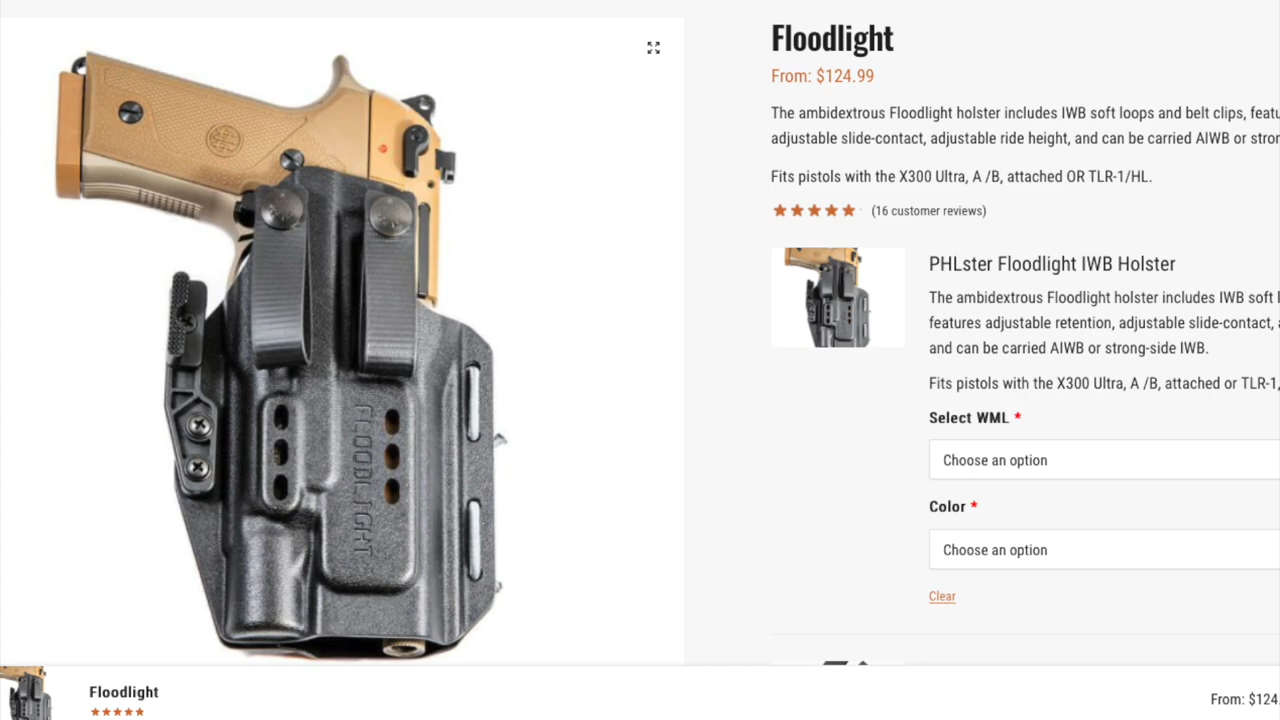 Floodlight
From: $124.99
The ambidextrous Floodlight holster includes IWB soft loops and belt clips, featu
adjustable slide-contact, adjustable ride height, and can be carried AIWB or stron
Fits pistols with the X300 Ultra, A /B, attached OR TLR-1/HL.
(16 customer reviews)
PHLster Floodlight IWB Holster
The ambidextrous Floodlight holster includes IWB soft l
features adjustable retention, adjustable slide-contact, a
and can be carried AIWB or strong-side IWB.
Fits pistols with the X300 Ultra, A /B, attached or TLR-1,
Select WML *
Choose an option
Color *
Choose an option
Clear
FLOODLIGHT
Floodlight
From: $124